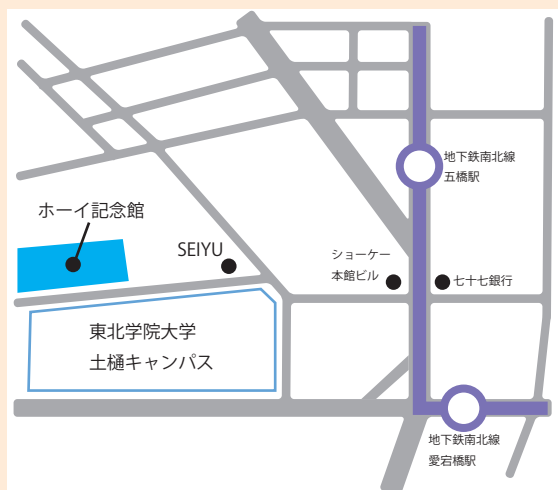 地下鉄南北線
五橋駅
ホーイ記念館
SEIYU
ショーケー
本館ビル
七十七銀行
東北学院大学
土樋キャンパス
地下鉄南北線
愛宕橋駅